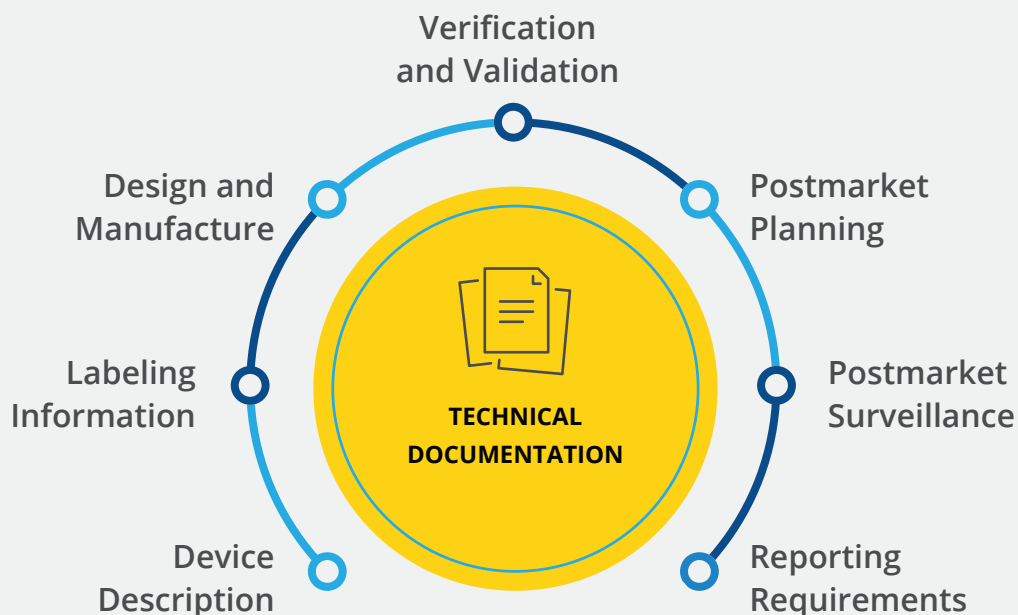 Verification
and Validation
Design and
Manufacture
Postmarket
Planning
Labeling
Information
TECHNICAL
DOCUMENTATION
Postmarket
Surveillance
Device
Description
Reporting
Requirements